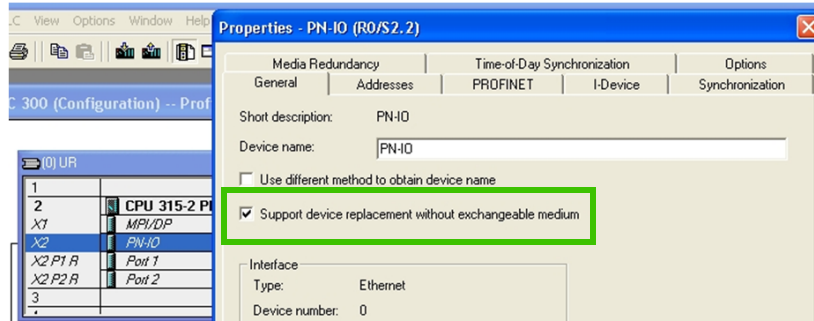 LC View Options Window Help
Properties - PN-IO (R0/S2.2)
Media Redundancy Time-of-Day Synchronization Options
General Addresses PROFINET I-Device Synchronization
C 300 (Configuration) -- Prof
Short description: PN-IO
Device name: PN-IO
Use different method to obtain device name
Support device replacement without exchangeable medium
Interface
Type: Ethernet
Device number: 0
(0) UR
1
2 CPU 315-2 P
X1 MPI/DP
X2 PN-IO
X2 P1 R Port 1
X2 P2 R Port 2
3